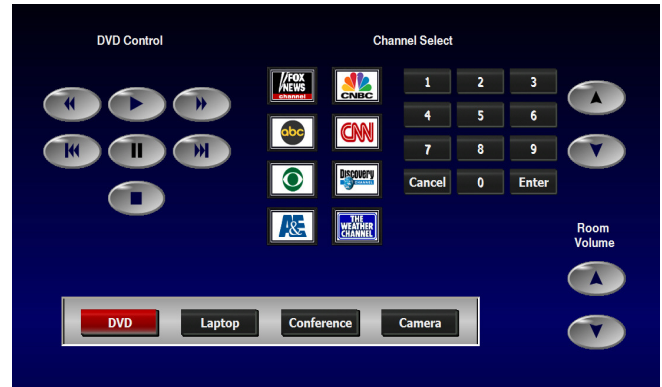 DVD Control
Channel Select
FOX
NEWS
channel
CNBC
1 2 3
abc
CNN
4 5 6
7 8 9
Discovery
CHANNEL
Cancel 0 Enter
A&E
THE
WEATHER
CHANNEL
Room
Volume
DVD Laptop Conference Camera